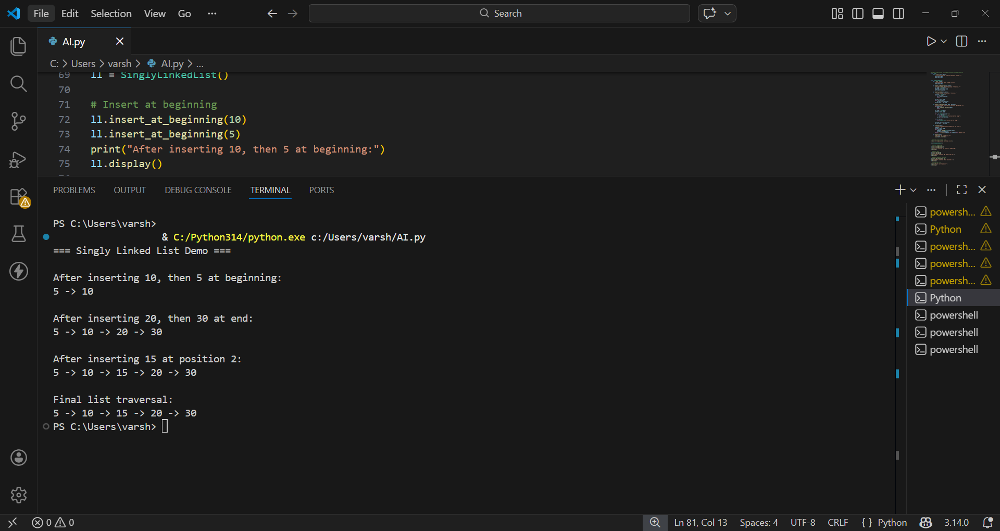 File Edit Selection View Go ··· Search
AI.py
C: > Users > varsh > AI.py > ...
69 ll = SinglyLinkedList()
70
71 # Insert at beginning
72 ll.insert_at_beginning(10)
73 ll.insert_at_beginning(5)
74 print("After inserting 10, then 5 at beginning:")
75 ll.display()
PROBLEMS OUTPUT DEBUG CONSOLE TERMINAL PORTS
PS C:\Users\varsh>
& C:/Python314/python.exe c:/Users/varsh/AI.py
=== Singly Linked List Demo ===
After inserting 10, then 5 at beginning:
5 -> 10
After inserting 20, then 30 at end:
5 -> 10 -> 20 -> 30
After inserting 15 at position 2:
5 -> 10 -> 15 -> 20 -> 30
Final list traversal:
5 -> 10 -> 15 -> 20 -> 30
PS C:\Users\varsh>
powersh...
Python
powersh...
powersh...
powersh...
Python
powershell
powershell
powershell
0 0 Ln 81, Col 13 Spaces: 4 UTF-8 CRLF { } Python 3.14.0